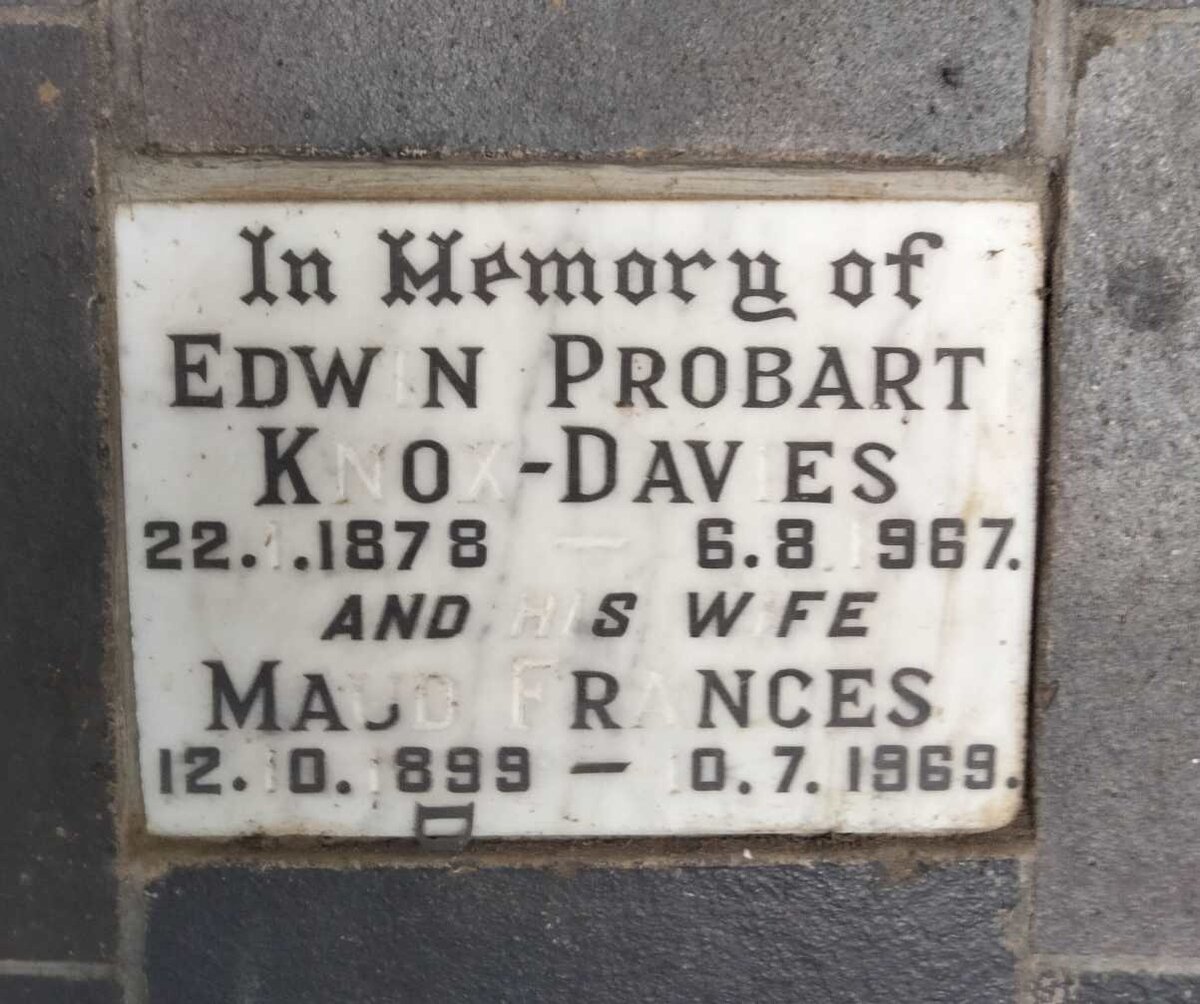 In Memory of
EDWIN PROBART
KNOX-DAVIES
22.1.1878 — 6.8.1967.
AND HIS WIFE
MAUD FRANCES
12.10.1899 — 10.7.1969.